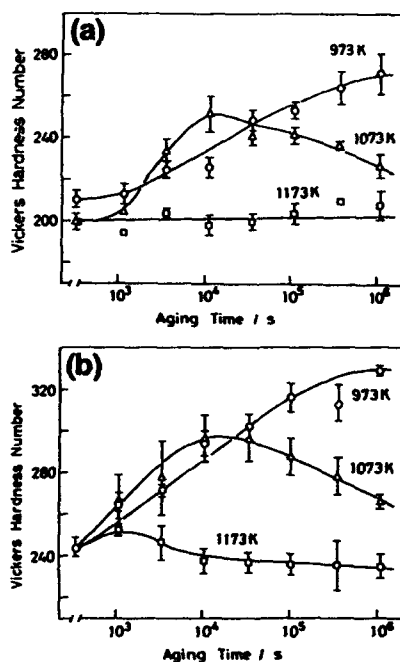 (a)
973K
1073K
1173K
Vickers Hardness Number
280
240
200
10³ 10⁴ 10⁵ 10⁶
Aging Time / s
(b)
973K
1073K
1173K
Vickers Hardness Number
320
280
240
10³ 10⁴ 10⁵ 10⁶
Aging Time / s